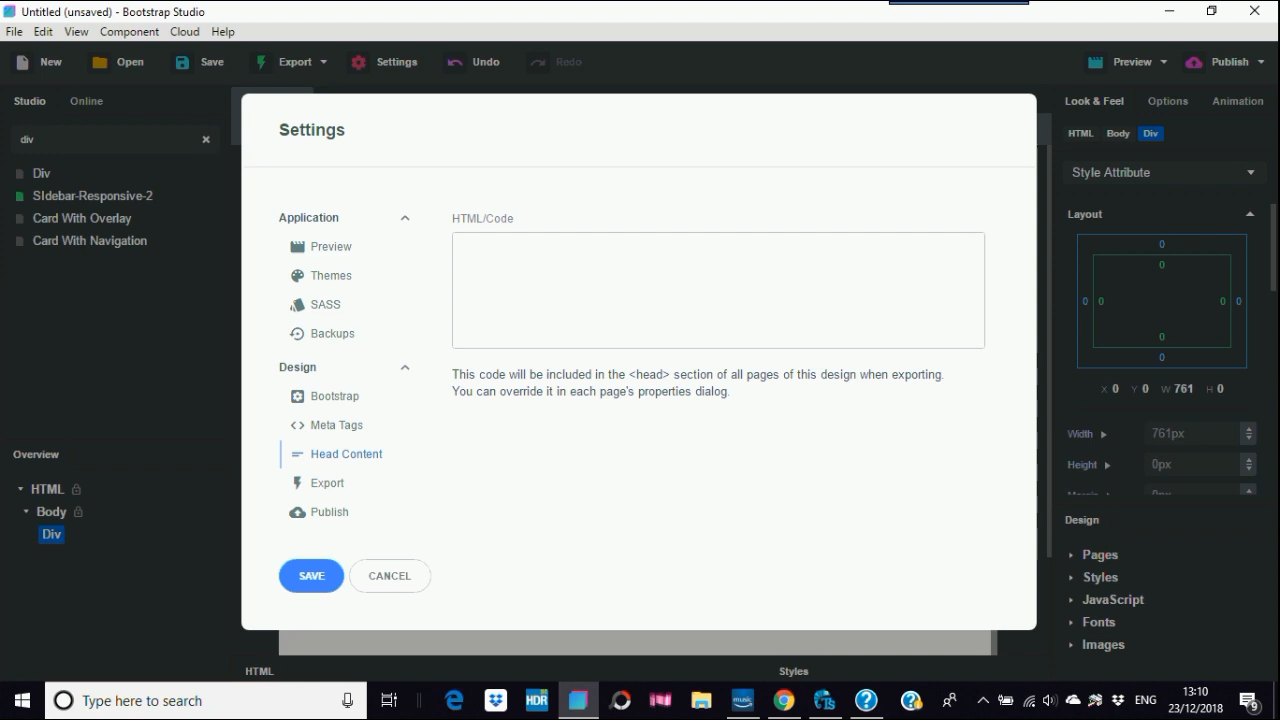 Untitled (unsaved) - Bootstrap Studio
File Edit View Component Cloud Help
New Open Save Export Settings Undo Redo Preview Publish
Studio Online
div
Div
SIdebar-Responsive-2
Card With Overlay
Card With Navigation
Overview
HTML
Body
Div
Settings
Application
Preview
Themes
SASS
Backups
Design
Bootstrap
Meta Tags
Head Content
Export
Publish
HTML/Code
This code will be included in the <head> section of all pages of this design when exporting.
You can override it in each page's properties dialog.
SAVE CANCEL
HTML Styles
Look & Feel Options Animation
HTML Body Div
Style Attribute
Layout
0
0
0 0 0 0
0
0
X 0 Y 0 W 761 H 0
Width 761px
Height 0px
Margin 0px
Design
Pages
Styles
JavaScript
Fonts
Images
Type here to search
HDR
music
Ts
ENG
13:10
23/12/2018
9